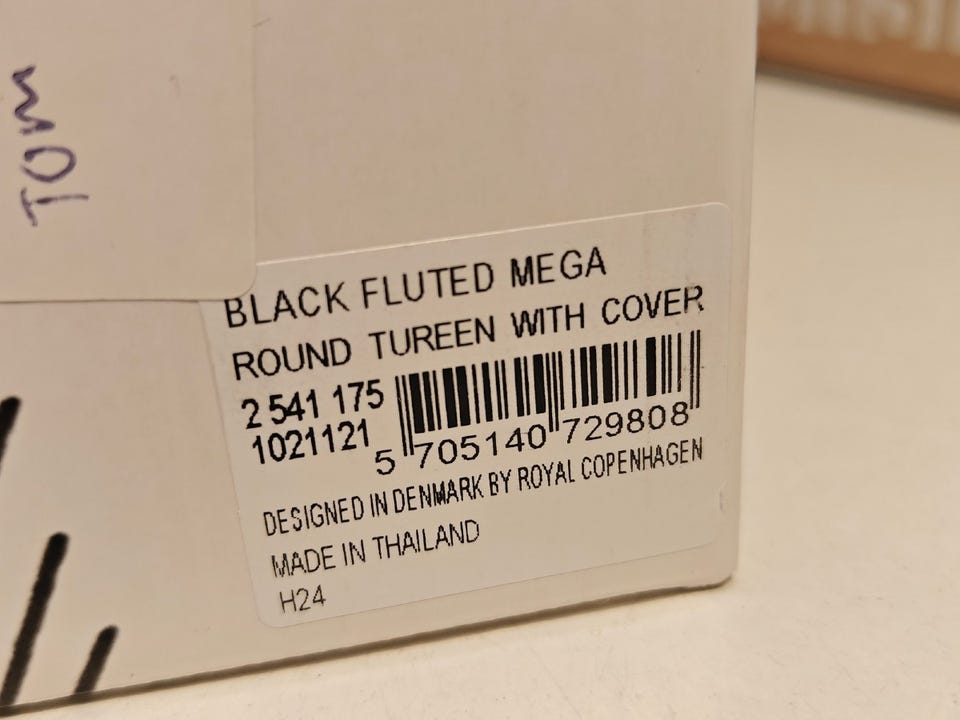 Tom
BLACK FLUTED MEGA
ROUND TUREEN WITH COVER
2 541 175
1021121
5 705140 729808
DESIGNED IN DENMARK BY ROYAL COPENHAGEN
MADE IN THAILAND
H24